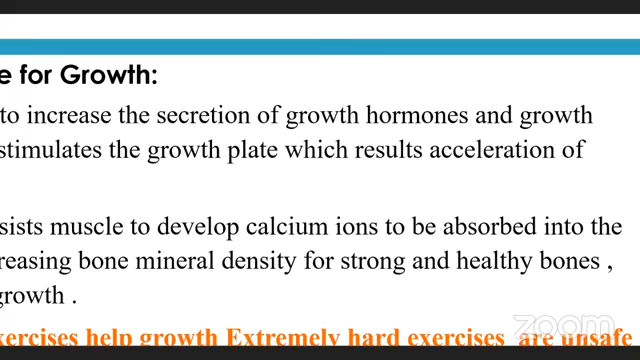 e for Growth:
to increase the secretion of growth hormones and growth
stimulates the growth plate which results acceleration of
sists muscle to develop calcium ions to be absorbed into the
reasing bone mineral density for strong and healthy bones ,
growth .
zoom
xercises help growth Extremely hard exercises are unsafe